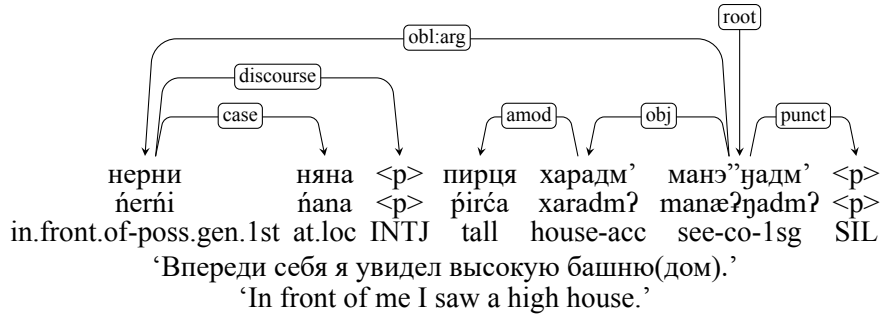 root
obl:arg
discourse
case amod obj punct
нерни няна <p> пирця харадм’ манэ”ӈадм’ <p>
ńerńi ńana <p> ṕirća xaradmʔ manæʔŋadmʔ <p>
in.front.of-poss.gen.1st at.loc INTJ tall house-acc see-co-1sg SIL
‘Впереди себя я увидел высокую башню(дом).’
‘In front of me I saw a high house.’